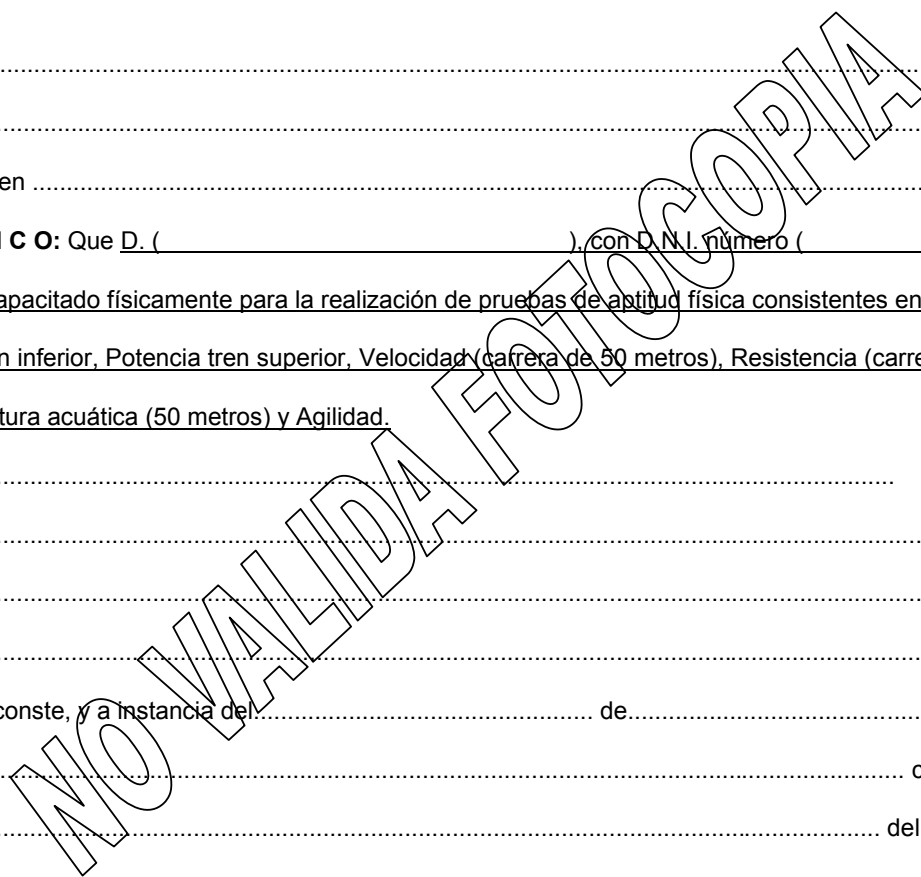 ................................................................
................................................................
en ................................................................
I C O: Que D. (                    ), con D.N.I. número (
apacitado físicamente para la realización de pruebas de aptitud física consistentes en
n inferior, Potencia tren superior, Velocidad (carrera de 50 metros), Resistencia (carre
tura acuática (50 metros) y Agilidad.
................................................................
................................................................
................................................................
................................................................
conste, y a instancia del.................................................. de........................................
................................................................ c
................................................................ del
NO VALIDA FOTOCOPIA